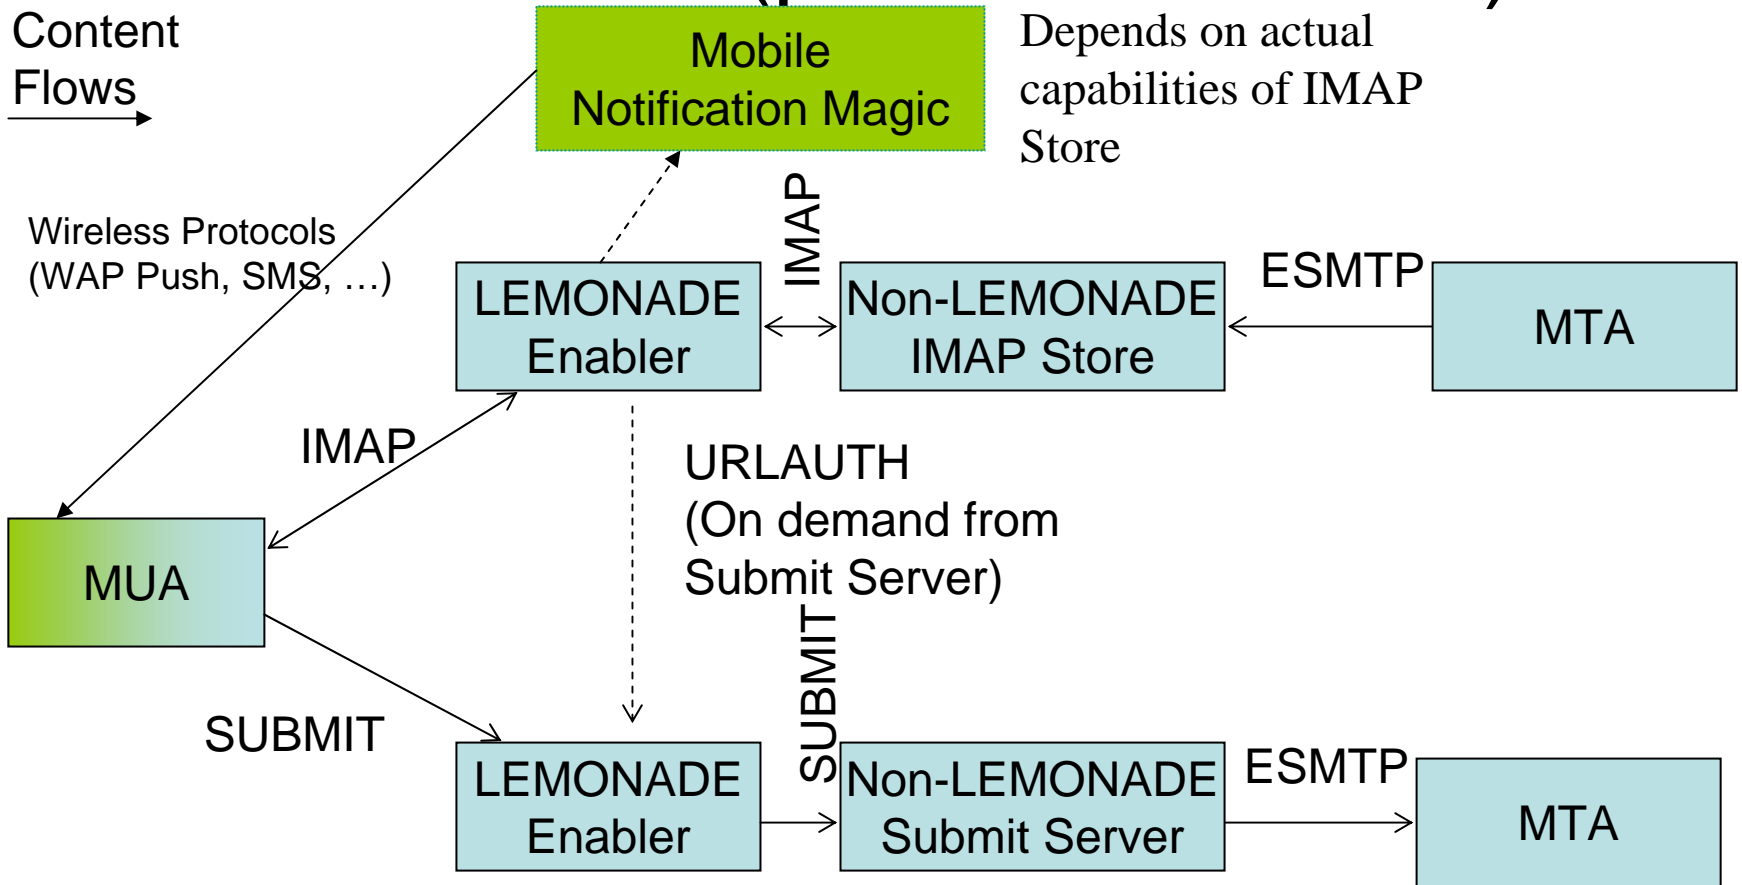 Content
Flows
Mobile
Notification Magic
Depends on actual
capabilities of IMAP
Store
Wireless Protocols
(WAP Push, SMS, …)
LEMONADE
Enabler
IMAP
Non-LEMONADE
IMAP Store
ESMTP
MTA
IMAP
URLAUTH
(On demand from
Submit Server)
MUA
SUBMIT
LEMONADE
Enabler
SUBMIT
Non-LEMONADE
Submit Server
ESMTP
MTA